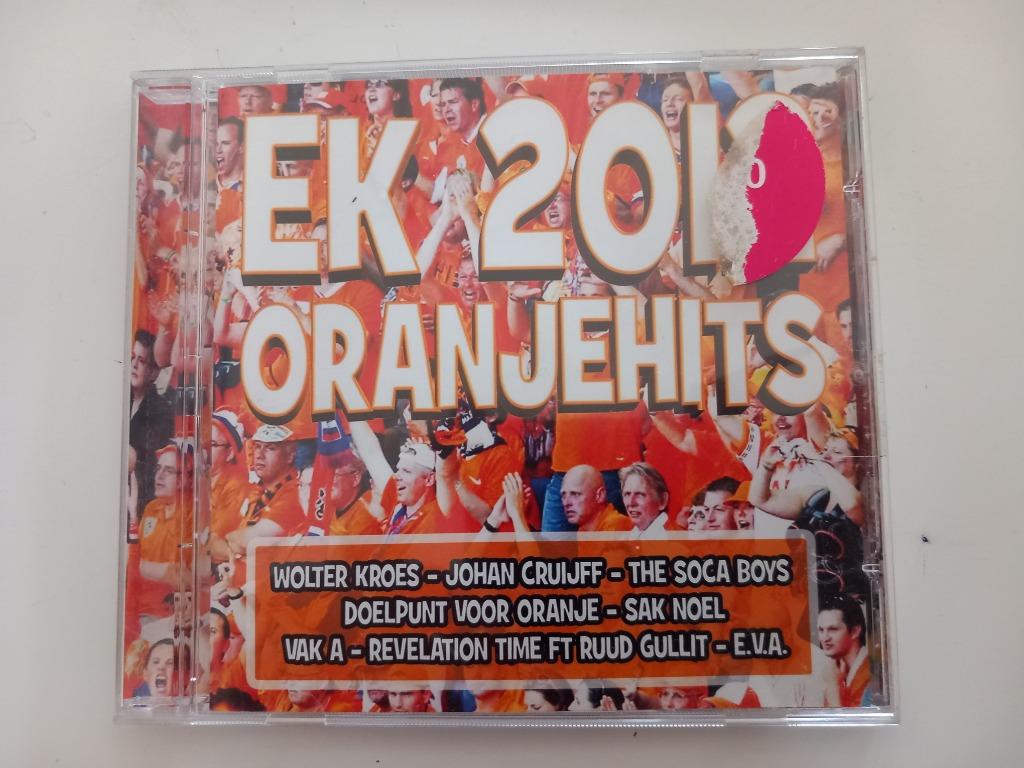 EK 2012
ORANJEHITS
WOLTER KROES - JOHAN CRUIJFF - THE SOCA BOYS
DOELPUNT VOOR ORANJE - SAK NOEL
VAK A - REVELATION TIME FT RUUD GULLIT - E.V.A.